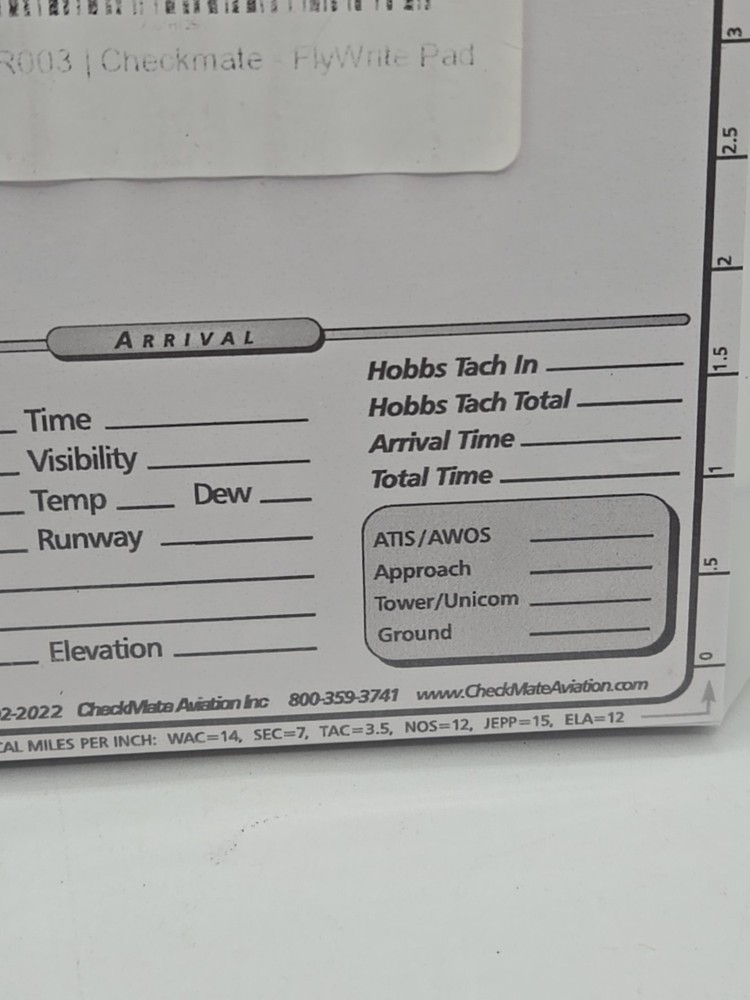 R003 | Checkmate - FlyWrite Pad
3
2.5
2
1.5
1
.5
0
ARRIVAL
Hobbs Tach In
Hobbs Tach Total
Arrival Time
Total Time
Time
Visibility
Temp Dew
Runway
Elevation
ATIS/AWOS
Approach
Tower/Unicom
Ground
2-2022 CheckMate Aviation Inc 800-359-3741 www.CheckMateAviation.com
CAL MILES PER INCH: WAC=14, SEC=7, TAC=3.5, NOS=12, JEPP=15, ELA=12